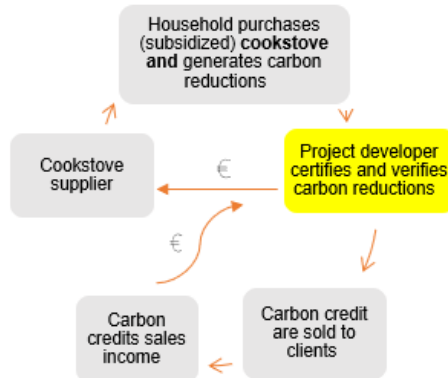 Household purchases
(subsidized) cookstove
and generates carbon
reductions
Project developer
certifies and verifies
carbon reductions
Cookstove
supplier
€
€
Carbon
credits sales
income
Carbon credit
are sold to
clients